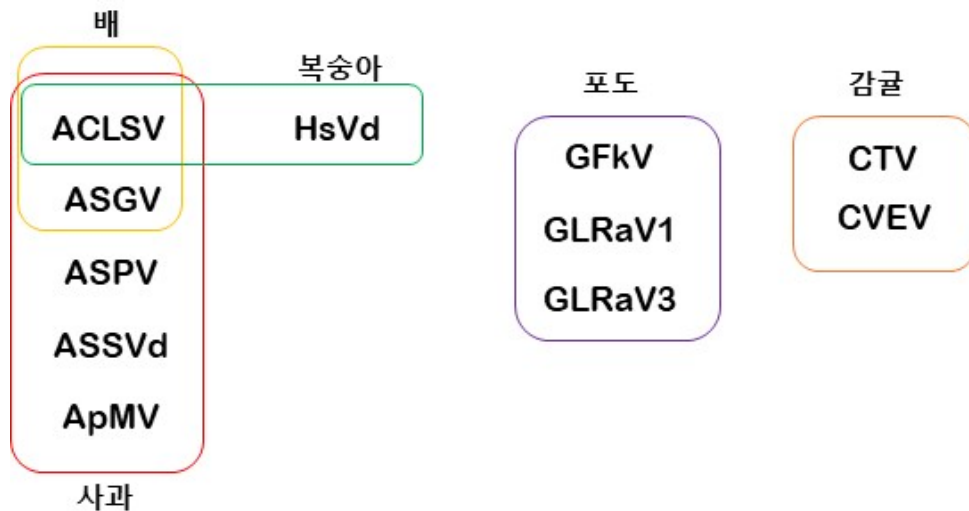 배
복숭아
포도
감귤
ACLSV
HsVd
ASGV
ASPV
ASSVd
ApMV
사과
GFkV
GLRaV1
GLRaV3
CTV
CVEV